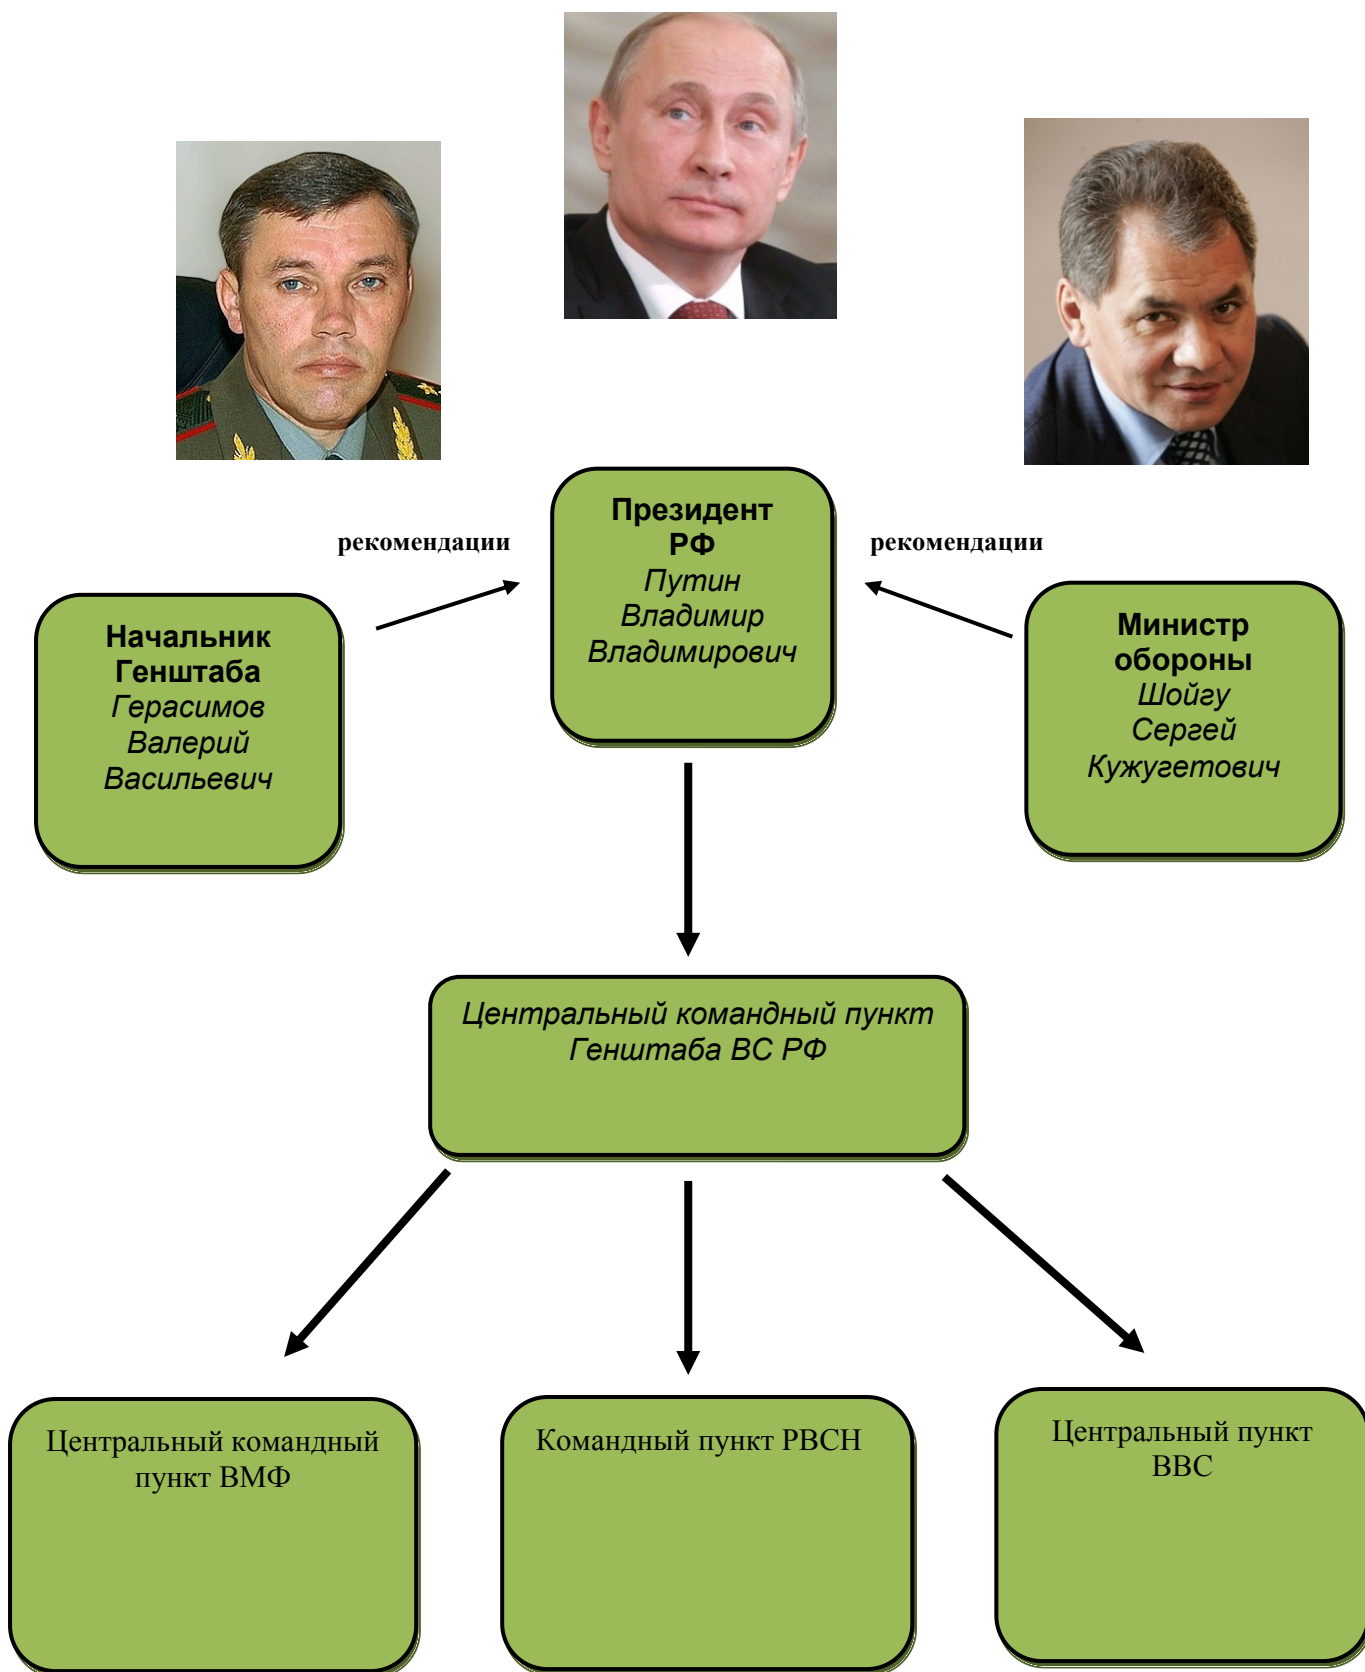 рекомендации
рекомендации
Президент
РФ
Путин
Владимир
Владимирович
Начальник
Генштаба
Герасимов
Валерий
Васильевич
Министр
обороны
Шойгу
Сергей
Кужугетович
Центральный командный пункт
Генштаба ВС РФ
Центральный командный
пункт ВМФ
Командный пункт РВСН
Центральный пункт
ВВС